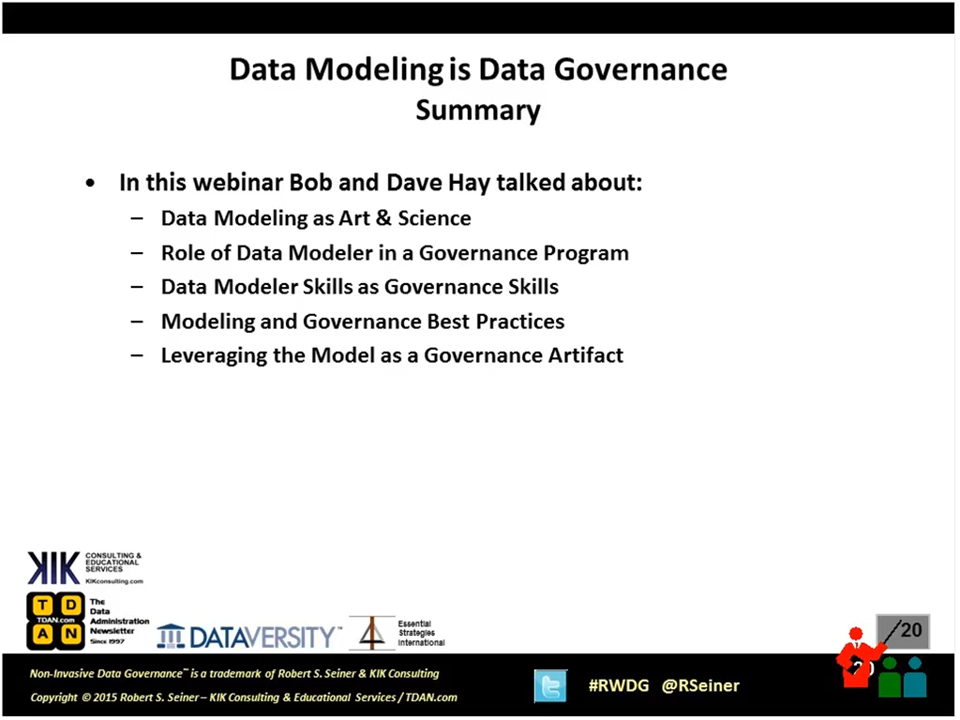 Data Modeling is Data Governance
Summary
• In this webinar Bob and Dave Hay talked about:
– Data Modeling as Art & Science
– Role of Data Modeler in a Governance Program
– Data Modeler Skills as Governance Skills
– Modeling and Governance Best Practices
– Leveraging the Model as a Governance Artifact
KIK CONSULTING &
EDUCATIONAL
SERVICES
KIKconsulting.com
T D
TDAN.com
A N
The
Data
Administration
Newsletter
Since 1997
DATAVERSITY™
Essential
Strategies
International
/20
Non-Invasive Data Governance™ is a trademark of Robert S. Seiner & KIK Consulting
Copyright © 2015 Robert S. Seiner – KIK Consulting & Educational Services / TDAN.com
#RWDG @RSeiner